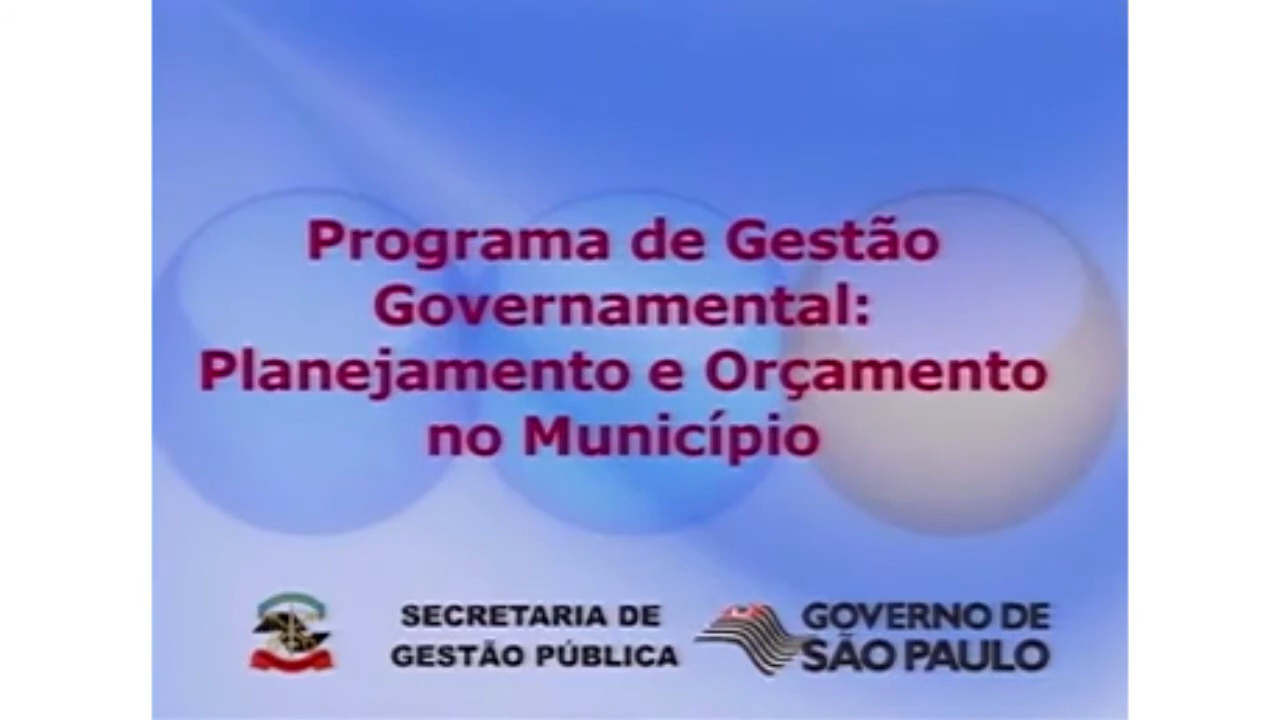 Programa de Gestão
Governamental:
Planejamento e Orçamento
no Município
SECRETARIA DE
GESTÃO PÚBLICA
GOVERNO DE
SÃO PAULO